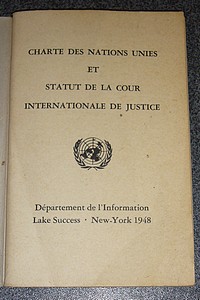 CHARTE DES NATIONS UNIES
ET
STATUT DE LA COUR
INTERNATIONALE DE JUSTICE
Département de l'Information
Lake Success · New-York 1948